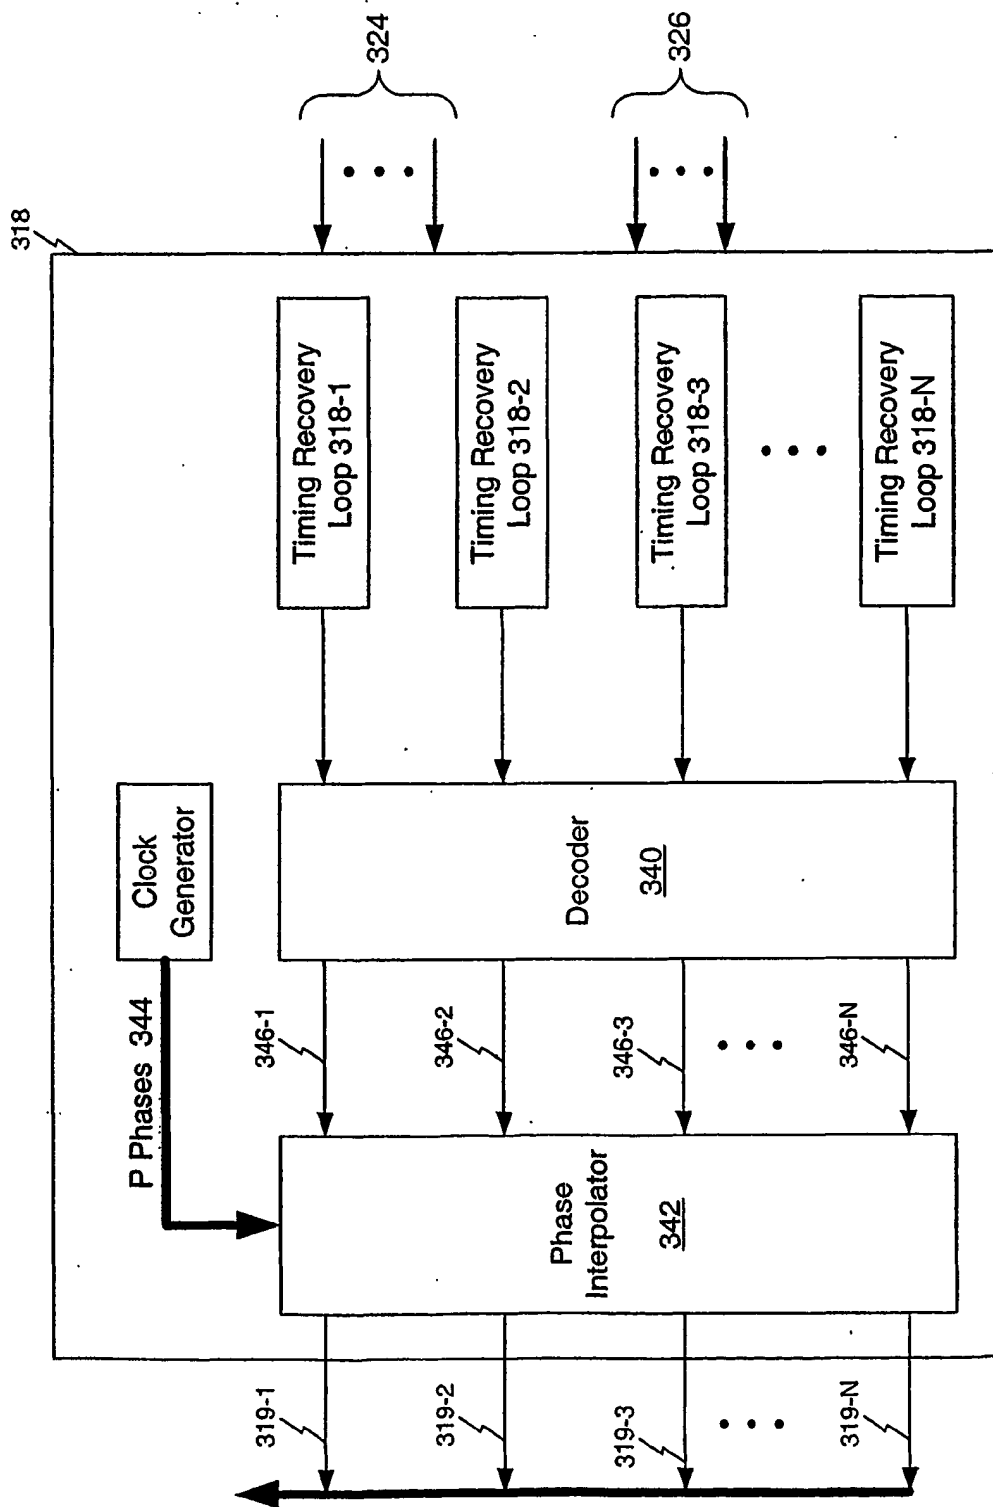 318
324
326
Timing Recovery
Loop 318-1
Timing Recovery
Loop 318-2
Timing Recovery
Loop 318-3
Timing Recovery
Loop 318-N
Clock
Generator
P Phases 344
Decoder
340
346-1
346-2
346-3
346-N
Phase
Interpolator
342
319-1
319-2
319-3
319-N